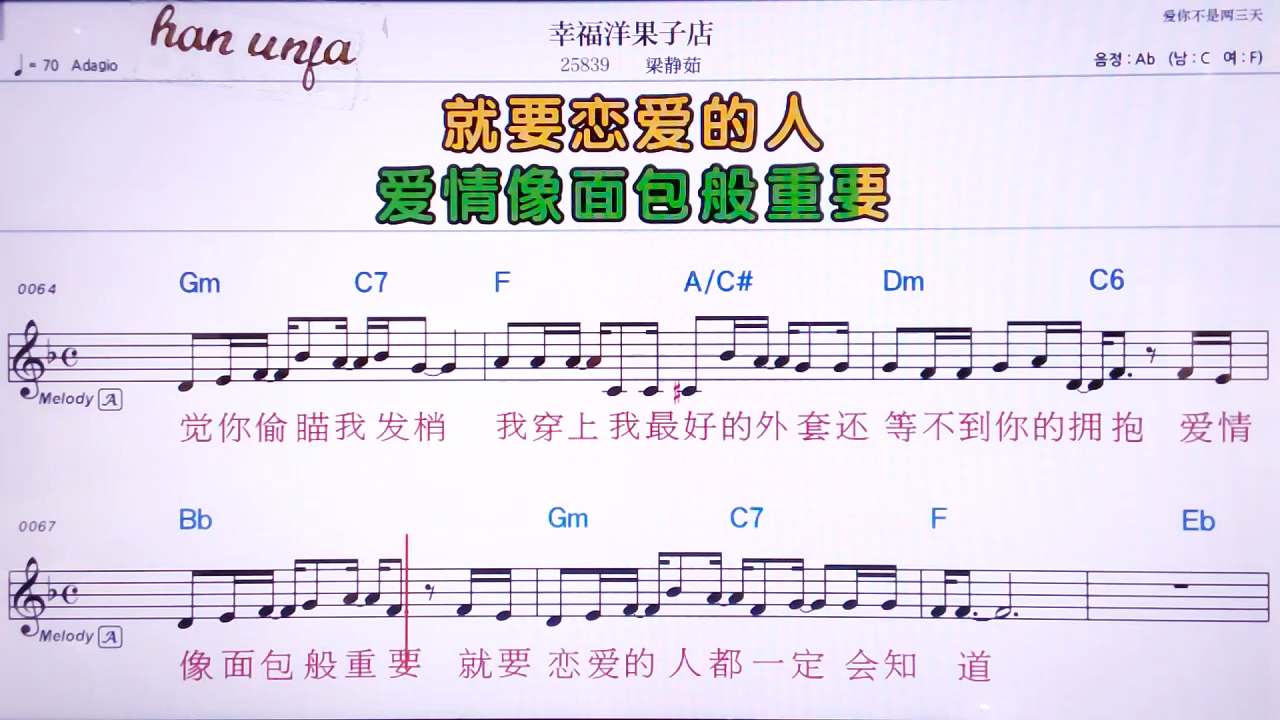 爱你不是两三天
han unfa
幸福洋果子店
♩= 70 Adagio
25839 梁静茹
음정 : Ab (남 : C 여 : F)
就要恋爱的人
爱情像面包般重要
0064 Gm C7 F A/C# Dm C6
Melody A
觉你偷瞄我发梢 我穿上我最好的外套还等不到你的拥抱 爱情
0067 Bb Gm C7 F Eb
Melody A
像面包般重要 就要恋爱的人都一定会知道